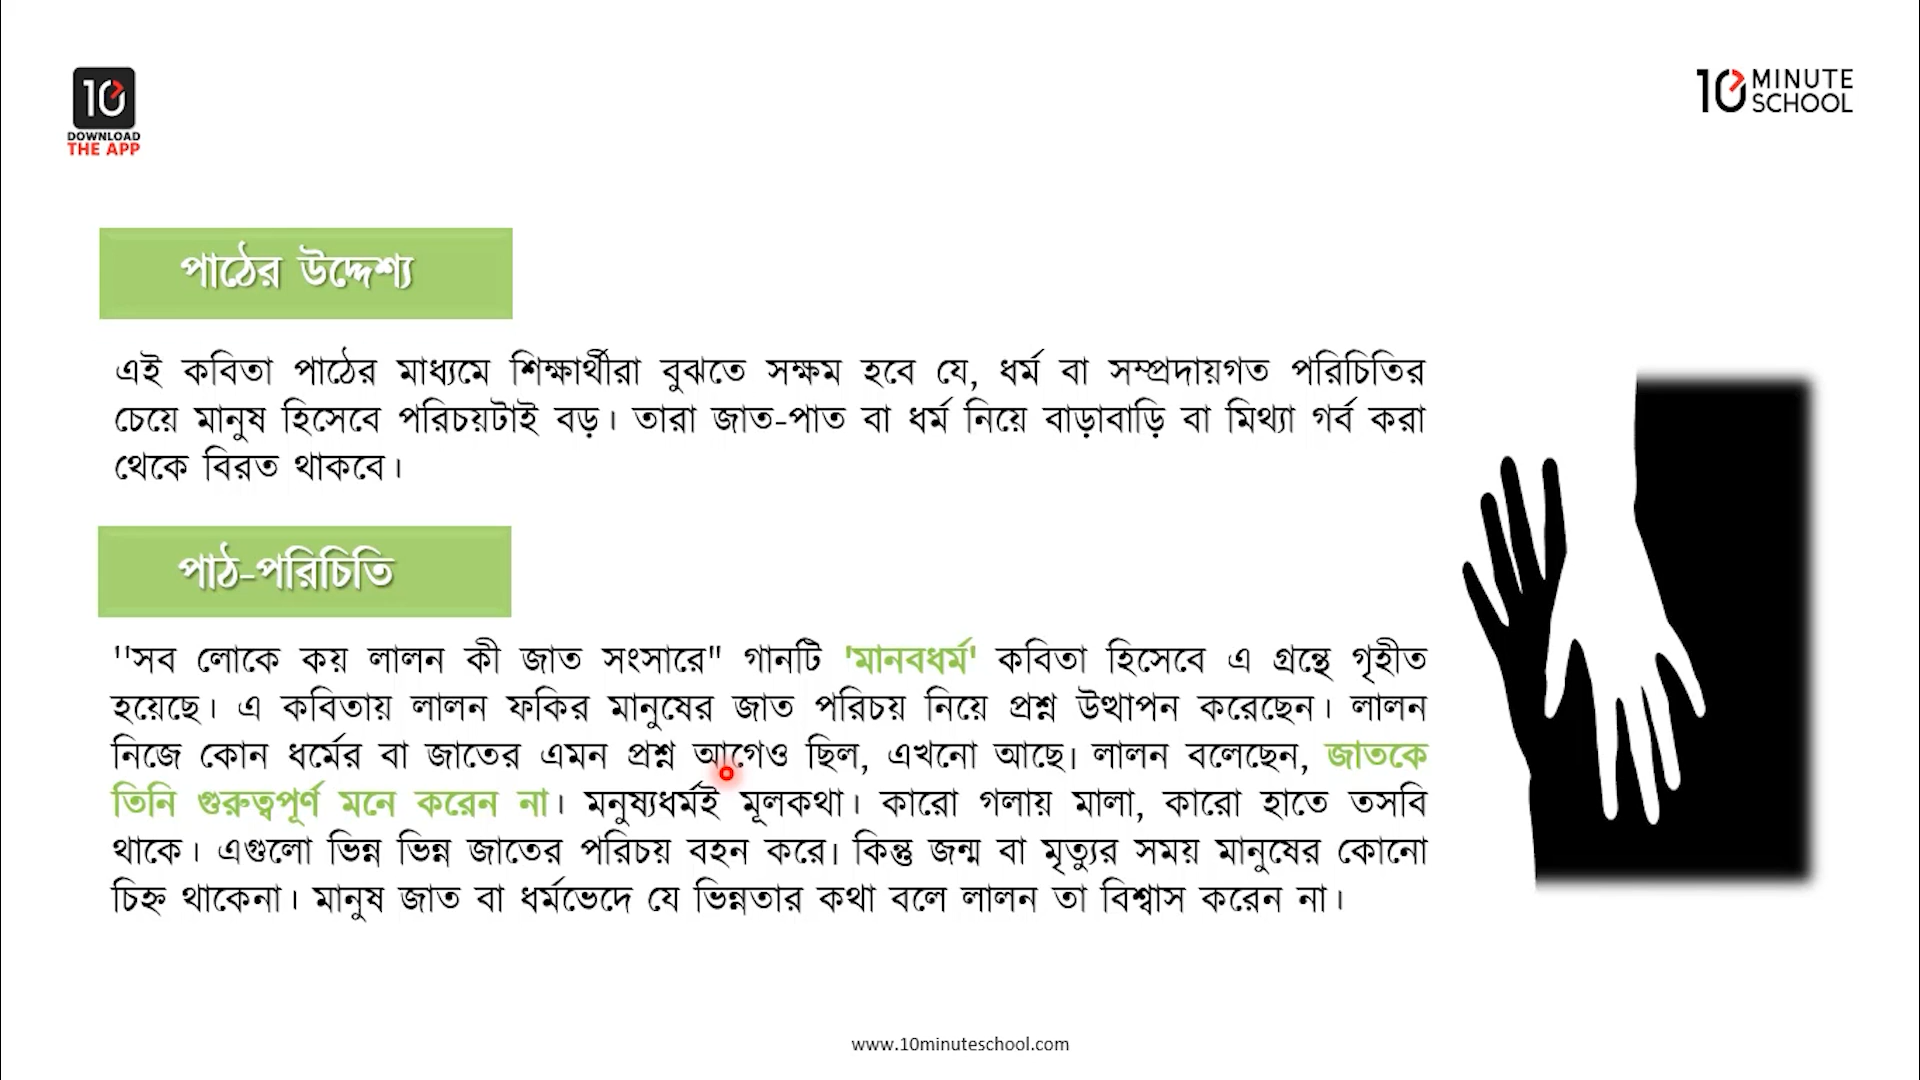 10
DOWNLOAD
THE APP
10 MINUTE
SCHOOL
পাঠের উদ্দেশ্য
এই কবিতা পাঠের মাধ্যমে শিক্ষার্থীরা বুঝতে সক্ষম হবে যে, ধর্ম বা সম্প্রদায়গত পরিচিতির
চেয়ে মানুষ হিসেবে পরিচয়টাই বড়। তারা জাত-পাত বা ধর্ম নিয়ে বাড়াবাড়ি বা মিথ্যা গর্ব করা
থেকে বিরত থাকবে।
পাঠ-পরিচিতি
''সব লোকে কয় লালন কী জাত সংসারে" গানটি 'মানবধর্ম' কবিতা হিসেবে এ গ্রন্থে গৃহীত
হয়েছে। এ কবিতায় লালন ফকির মানুষের জাত পরিচয় নিয়ে প্রশ্ন উত্থাপন করেছেন। লালন
নিজে কোন ধর্মের বা জাতের এমন প্রশ্ন আগেও ছিল, এখনো আছে। লালন বলেছেন, জাতকে
তিনি গুরুত্বপূর্ণ মনে করেন না। মনুষ্যধর্মই মূলকথা। কারো গলায় মালা, কারো হাতে তসবি
থাকে। এগুলো ভিন্ন ভিন্ন জাতের পরিচয় বহন করে। কিন্তু জন্ম বা মৃত্যুর সময় মানুষের কোনো
চিহ্ন থাকেনা। মানুষ জাত বা ধর্মভেদে যে ভিন্নতার কথা বলে লালন তা বিশ্বাস করেন না।
www.10minuteschool.com